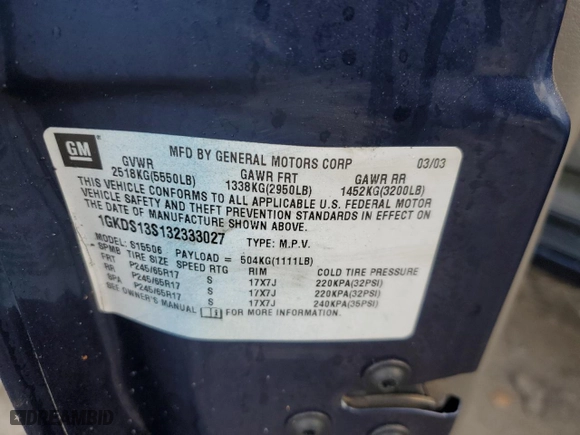 GM
MFD BY GENERAL MOTORS CORP 03/03
GVWR GAWR FRT GAWR RR
2518KG(5550LB) 1338KG(2950LB) 1452KG(3200LB)
THIS VEHICLE CONFORMS TO ALL APPLICABLE U.S. FEDERAL MOTOR
VEHICLE SAFETY AND THEFT PREVENTION STANDARDS IN EFFECT ON
THE DATE OF MANUFACTURE SHOWN ABOVE.
1GKDS13S132333027 TYPE: M.P.V.
MODEL: S15506 PAYLOAD = 504KG(1111LB)
SPMB TIRE SIZE SPEED RTG RIM COLD TIRE PRESSURE
FRT P245/65R17 S 17X7J 220KPA(32PSI)
RR P245/65R17 S 17X7J 220KPA(32PSI)
SPA P245/65R17 S 17X7J 240KPA(35PSI)
SEE OWNER'S MANUAL FOR MORE INFORMATION.
DREAMBID